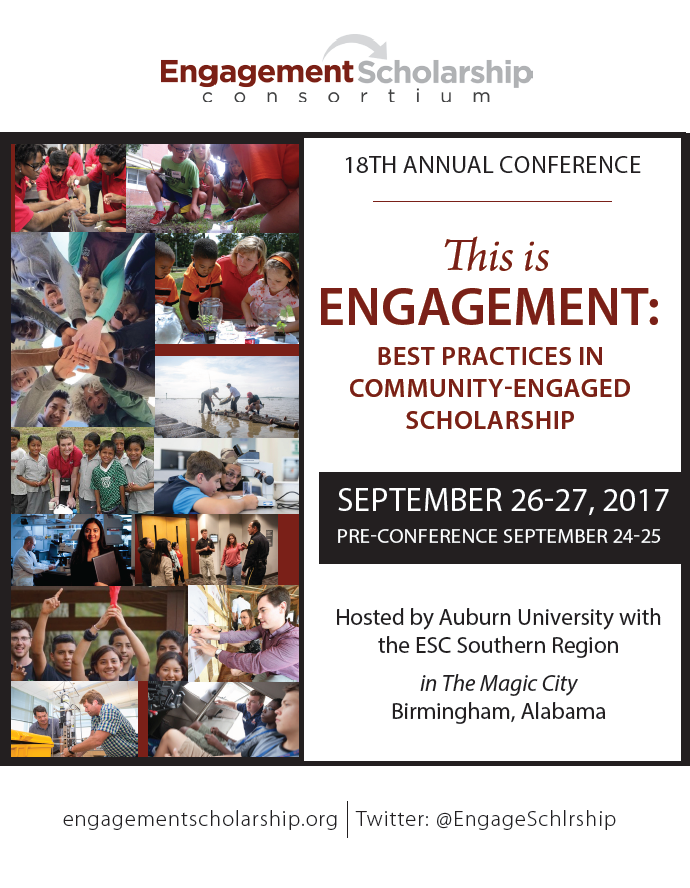 EngagementScholarship
consortium
18TH ANNUAL CONFERENCE
This is
ENGAGEMENT:
BEST PRACTICES IN
COMMUNITY-ENGAGED
SCHOLARSHIP
SEPTEMBER 26-27, 2017
PRE-CONFERENCE SEPTEMBER 24-25
Hosted by Auburn University with
the ESC Southern Region
in The Magic City
Birmingham, Alabama
engagementscholarship.org | Twitter: @EngageSchlrship